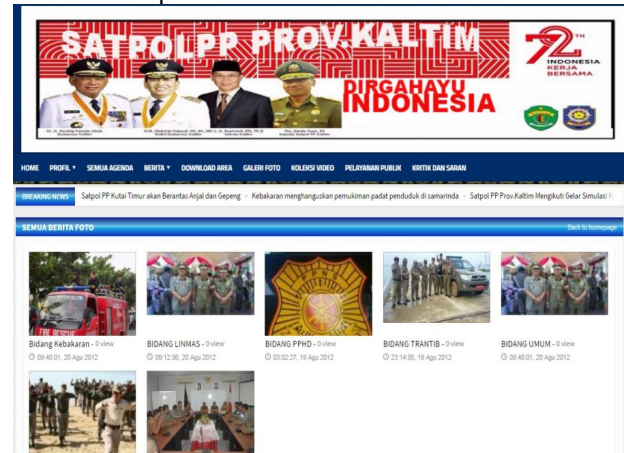 SATPOLPP PROV.KALTIM
DIRGAHAYU
INDONESIA
72TH
INDONESIA
KERJA
BERSAMA
HOME PROFIL SEMUA AGENDA BERITA DOWNLOAD AREA GALERI FOTO KOLEKSI VIDEO PELAYANAN PUBLIK KRITIK DAN SARAN
BREAKING NEWS Satpol PP Kutai Timur akan Berantas Anjal dan Gepeng Kebakaran menghanguskan pemukiman padat penduduk di samarinda Satpol PP Prov.Kaltim Mengikuti Gelar Simulasi
SEMUA BERITA FOTO Back to homepage
FIRE RESCUE
PPNS
Bidang Kebakaran - 0 view
09:40:01, 20 Agu 2012
BIDANG LINMAS - 0 view
09:12:06, 20 Agu 2012
BIDANG PPHD - 0 view
03:02:27, 19 Agu 2012
BIDANG TRANTIB - 0 view
23:14:05, 18 Agu 2012
BIDANG UMUM - 0 view
09:40:01, 20 Agu 2012